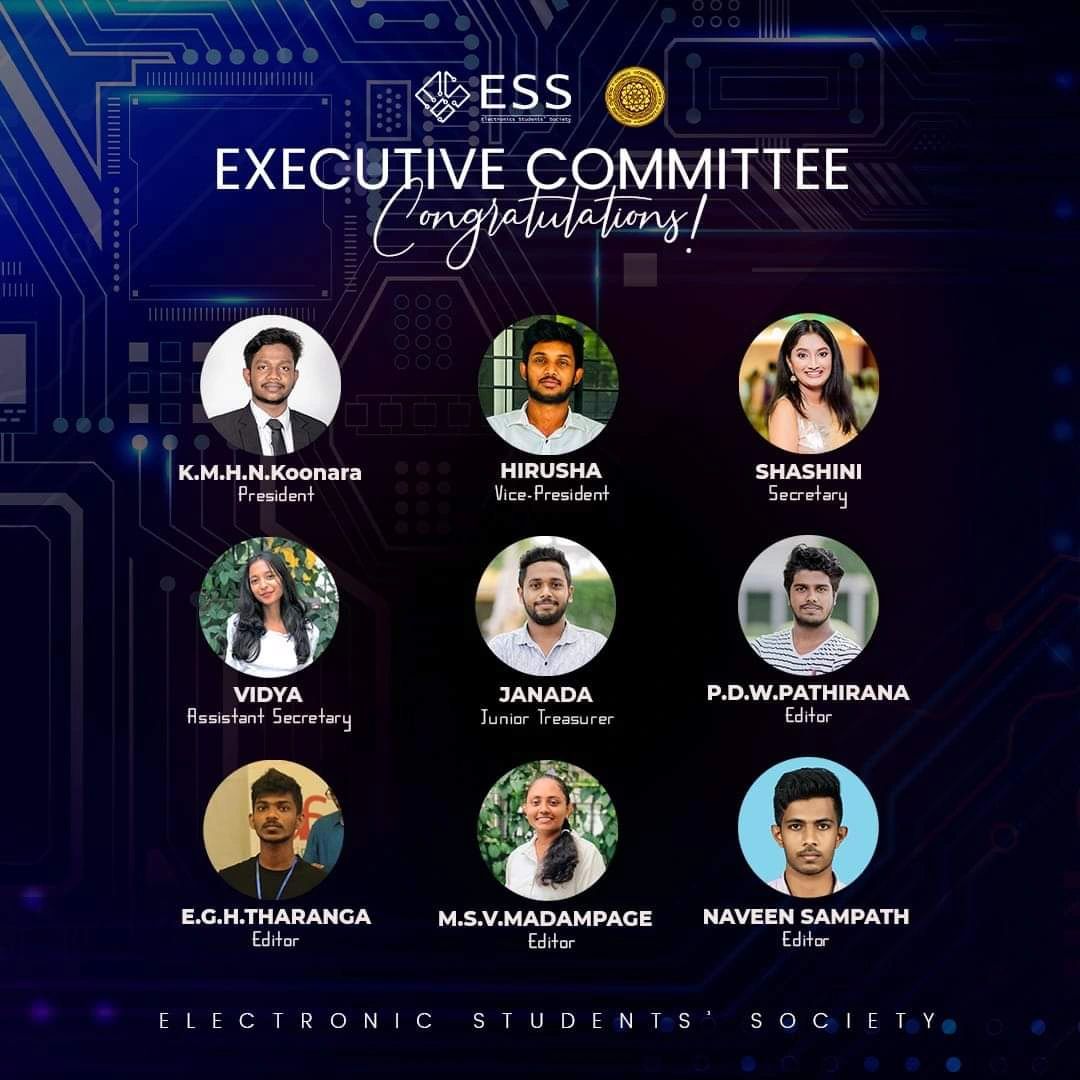 ESS
Electronics Students' Society
EXECUTIVE COMMITTEE
Congratulations!
K.M.H.N.Koonara
President
HIRUSHA
Vice-President
SHASHINI
Secretary
VIDYA
Assistant Secretary
JANADA
Junior Treasurer
P.D.W.PATHIRANA
Editor
E.G.H.THARANGA
Editor
M.S.V.MADAMPAGE
Editor
NAVEEN SAMPATH
Editor
ELECTRONIC STUDENTS' SOCIETY